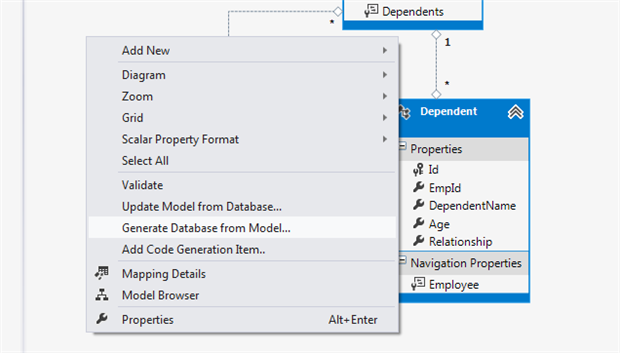 Dependents
*
1
*
Add New
Diagram
Zoom
Grid
Scalar Property Format
Select All
Validate
Update Model from Database...
Generate Database from Model...
Add Code Generation Item..
Mapping Details
Model Browser
Properties Alt+Enter
Dependent
Properties
Id
EmpId
DependentName
Age
Relationship
Navigation Properties
Employee